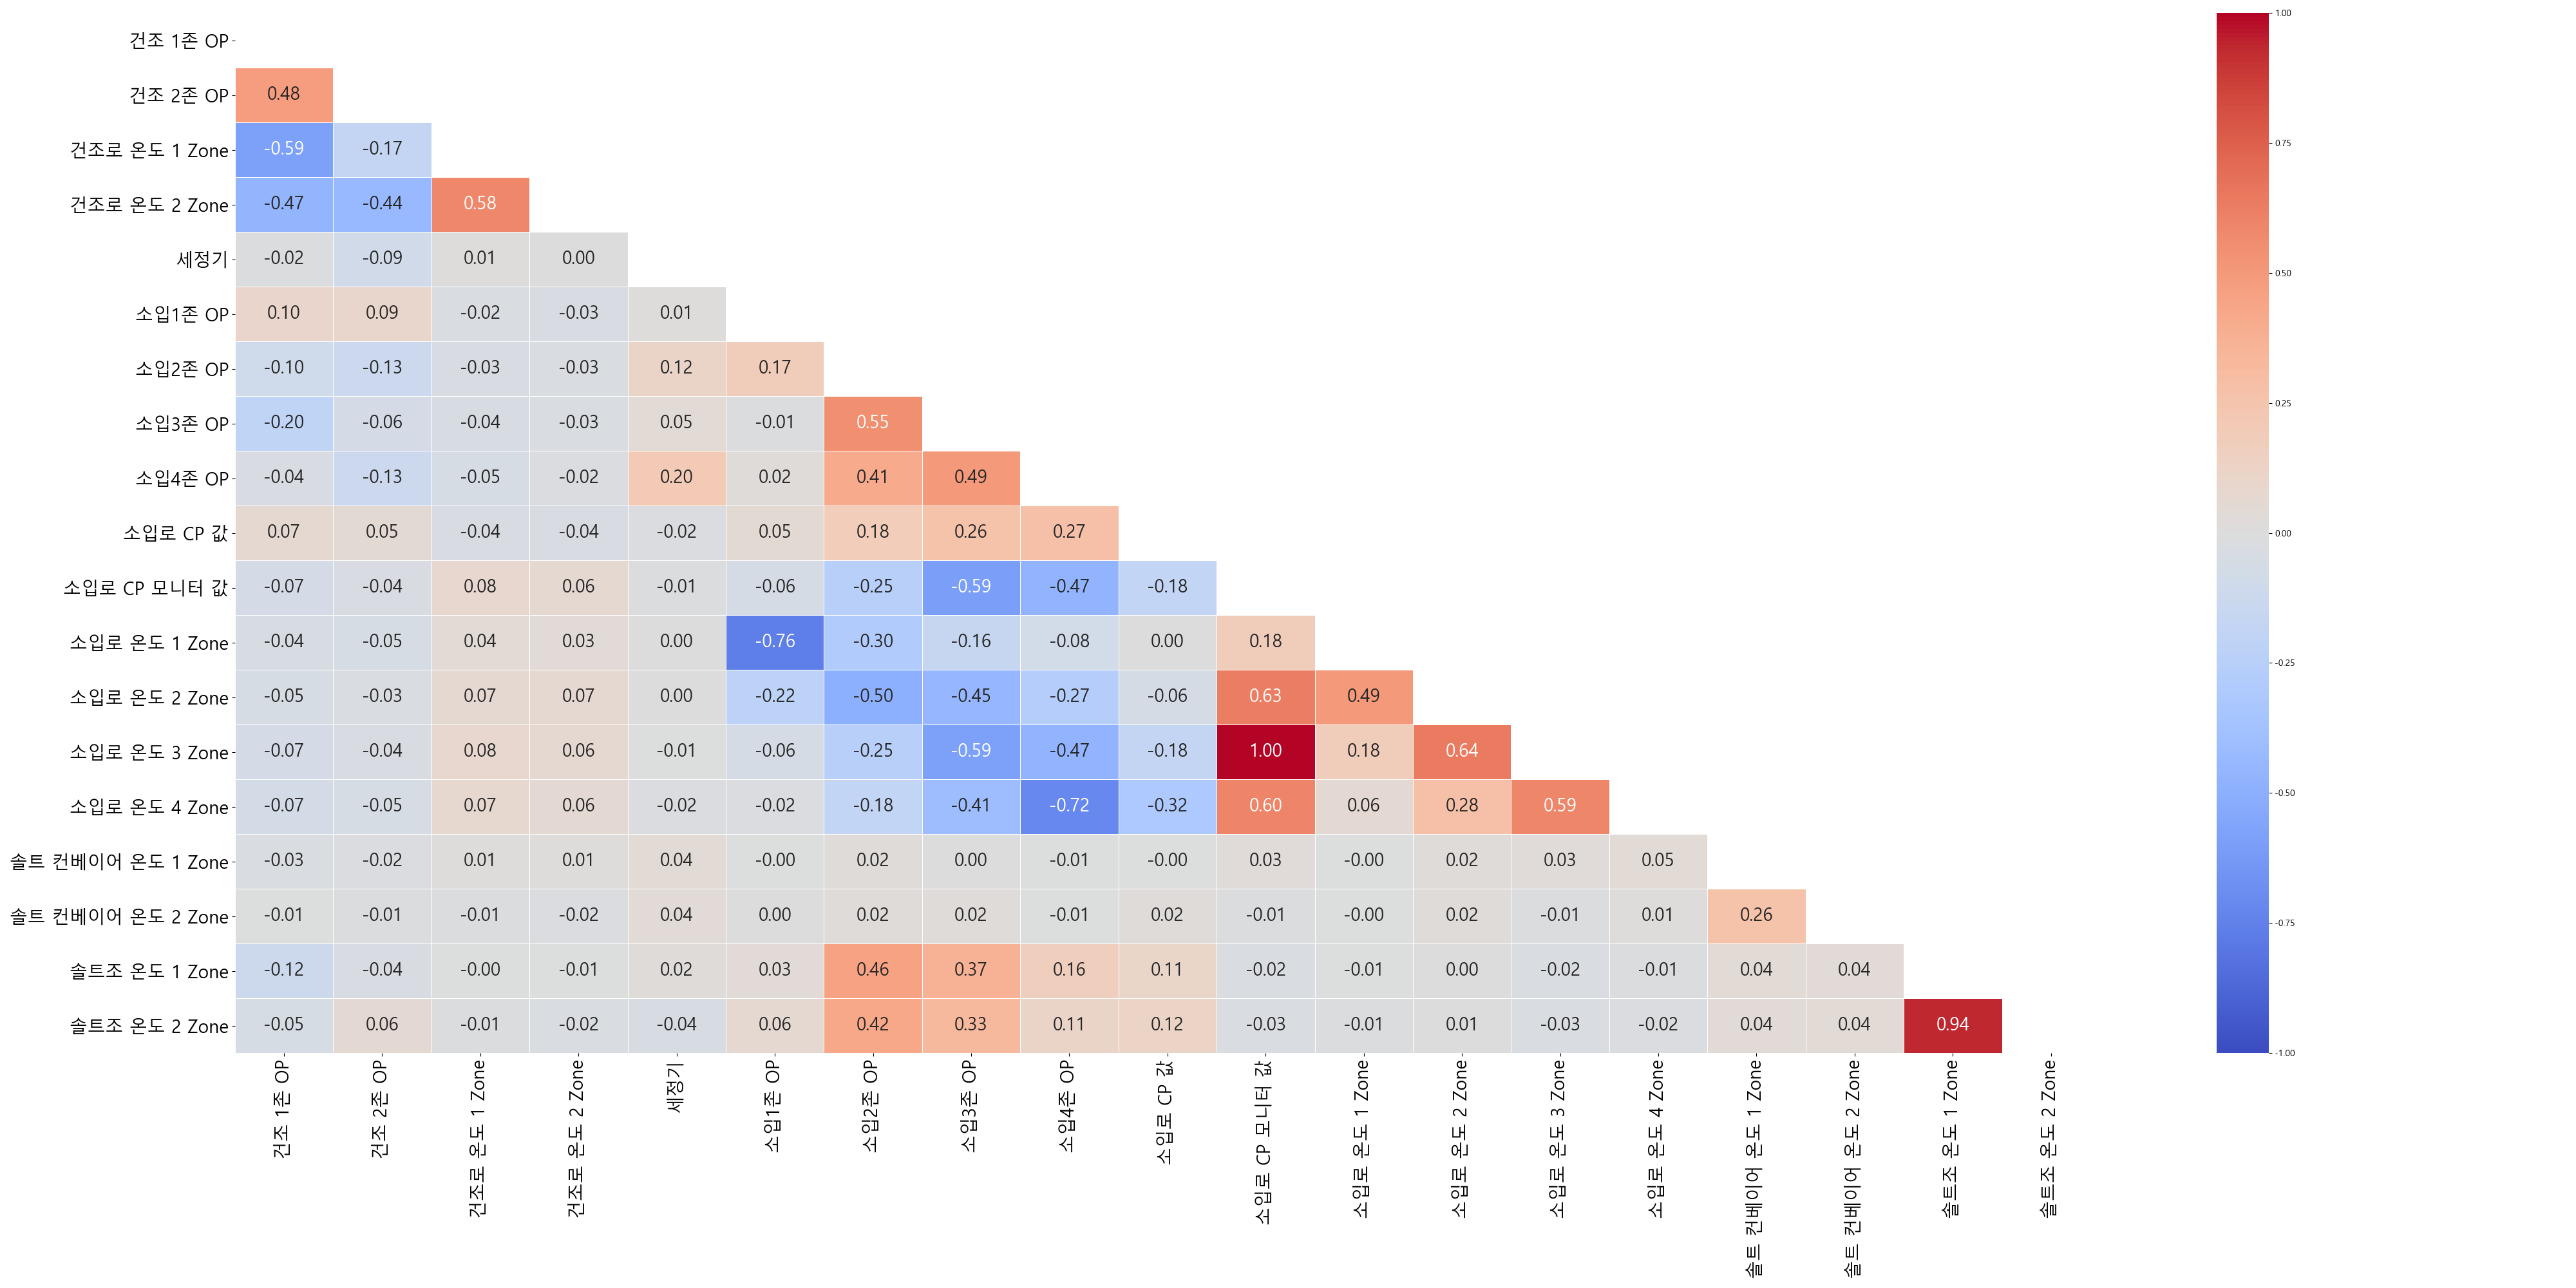 건조 1존 OP
건조 2존 OP 0.48
건조로 온도 1 Zone -0.59 -0.17
건조로 온도 2 Zone -0.47 -0.44 0.58
세정기 -0.02 -0.09 0.01 0.00
소입1존 OP 0.10 0.09 -0.02 -0.03 0.01
소입2존 OP -0.10 -0.13 -0.03 -0.03 0.12 0.17
소입3존 OP -0.20 -0.06 -0.04 -0.03 0.05 -0.01 0.55
소입4존 OP -0.04 -0.13 -0.05 -0.02 0.20 0.02 0.41 0.49
소입로 CP 값 0.07 0.05 -0.04 -0.04 -0.02 0.05 0.18 0.26 0.27
소입로 CP 모니터 값 -0.07 -0.04 0.08 0.06 -0.01 -0.06 -0.25 -0.59 -0.47 -0.18
소입로 온도 1 Zone -0.04 -0.05 0.04 0.03 0.00 -0.76 -0.30 -0.16 -0.08 0.00 0.18
소입로 온도 2 Zone -0.05 -0.03 0.07 0.07 0.00 -0.22 -0.50 -0.45 -0.27 -0.06 0.63 0.49
소입로 온도 3 Zone -0.07 -0.04 0.08 0.06 -0.01 -0.06 -0.25 -0.59 -0.47 -0.18 1.00 0.18 0.64
소입로 온도 4 Zone -0.07 -0.05 0.07 0.06 -0.02 -0.02 -0.18 -0.41 -0.72 -0.32 0.60 0.06 0.28 0.59
솔트 컨베이어 온도 1 Zone -0.03 -0.02 0.01 0.01 0.04 -0.00 0.02 0.00 -0.01 -0.00 0.03 -0.00 0.02 0.03 0.05
솔트 컨베이어 온도 2 Zone -0.01 -0.01 -0.01 -0.02 0.04 0.00 0.02 0.02 -0.01 0.02 -0.01 -0.00 0.02 -0.01 0.01 0.26
솔트조 온도 1 Zone -0.12 -0.04 -0.00 -0.01 0.02 0.03 0.46 0.37 0.16 0.11 -0.02 -0.01 0.00 -0.02 -0.01 0.04 0.04
솔트조 온도 2 Zone -0.05 0.06 -0.01 -0.02 -0.04 0.06 0.42 0.33 0.11 0.12 -0.03 -0.01 0.01 -0.03 -0.02 0.04 0.04 0.94
건조 1존 OP
건조 2존 OP
건조로 온도 1 Zone
건조로 온도 2 Zone
세정기
소입1존 OP
소입2존 OP
소입3존 OP
소입4존 OP
소입로 CP 값
소입로 CP 모니터 값
소입로 온도 1 Zone
소입로 온도 2 Zone
소입로 온도 3 Zone
소입로 온도 4 Zone
솔트 컨베이어 온도 1 Zone
솔트 컨베이어 온도 2 Zone
솔트조 온도 1 Zone
솔트조 온도 2 Zone
1.00
0.75
0.50
0.25
0.00
-0.25
-0.50
-0.75
-1.00